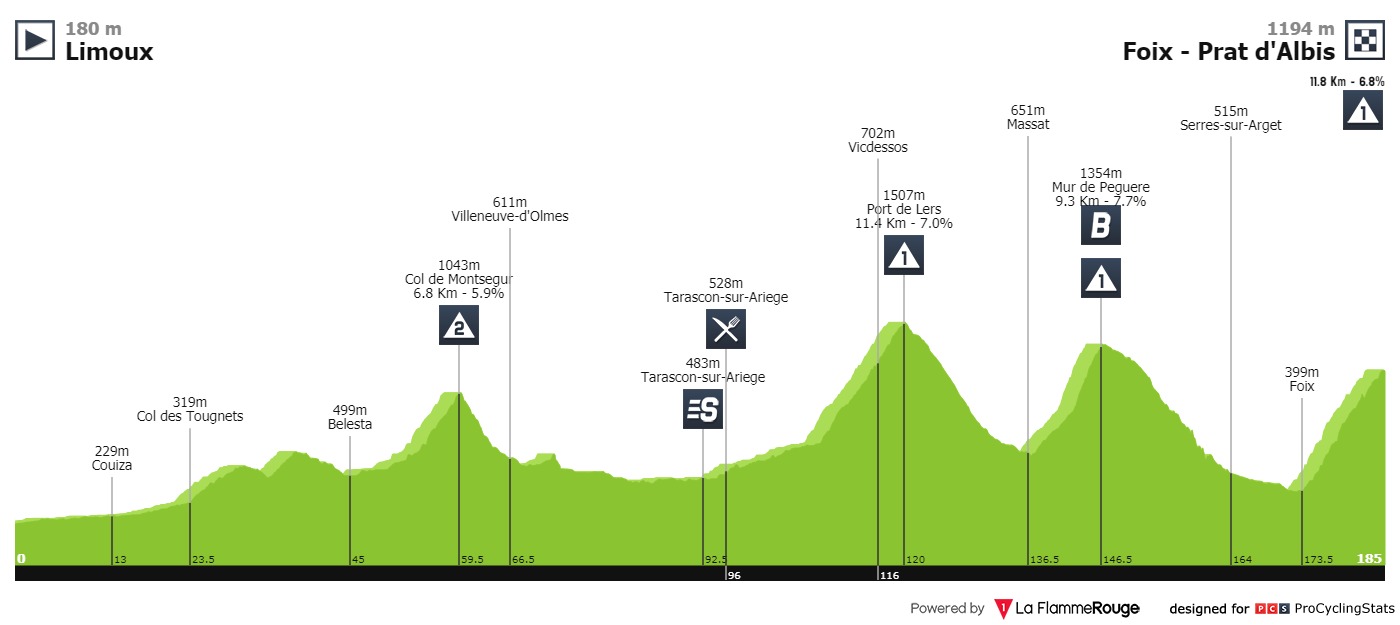 180 m
Limoux
1194 m
Foix - Prat d'Albis
11.8 Km - 6.8%
1
651m
Massat
515m
Serres-sur-Arget
702m
Vicdessos
1354m
Mur de Peguere
9.3 Km - 7.7%
B
1
1507m
Port de Lers
11.4 Km - 7.0%
1
611m
Villeneuve-d'Olmes
1043m
Col de Montsegur
6.8 Km - 5.9%
2
528m
Tarascon-sur-Ariege
483m
Tarascon-sur-Ariege
S
319m
Col des Tougnets
499m
Belesta
229m
Couiza
399m
Foix
0 13 23.5 45 59.5 66.5 92.5 120 136.5 146.5 164 173.5 185
96 116
Powered by 1 La FlammeRouge designed for PCS ProCyclingStats